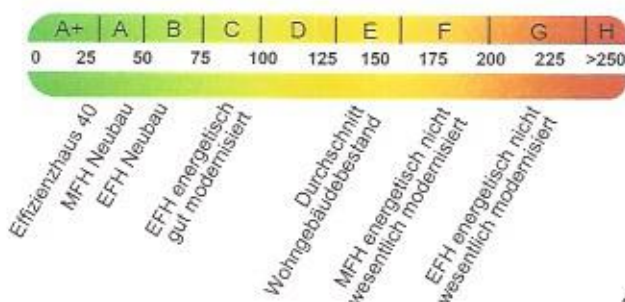 A+ A B C D E F G H
0 25 50 75 100 125 150 175 200 225 >250
Effizienzhaus 40
MFH Neubau
EFH Neubau
EFH energetisch
gut modernisiert
Durchschnitt
Wohngebäudebestand
MFH energetisch nicht
wesentlich modernisiert
EFH energetisch nicht
wesentlich modernisiert